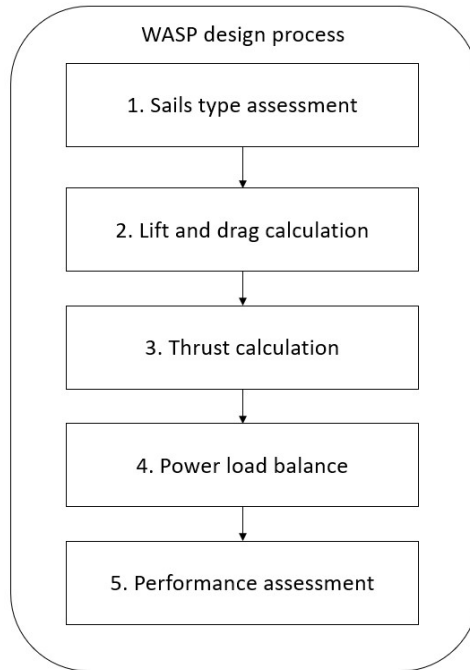 WASP design process
1. Sails type assessment
2. Lift and drag calculation
3. Thrust calculation
4. Power load balance
5. Performance assessment